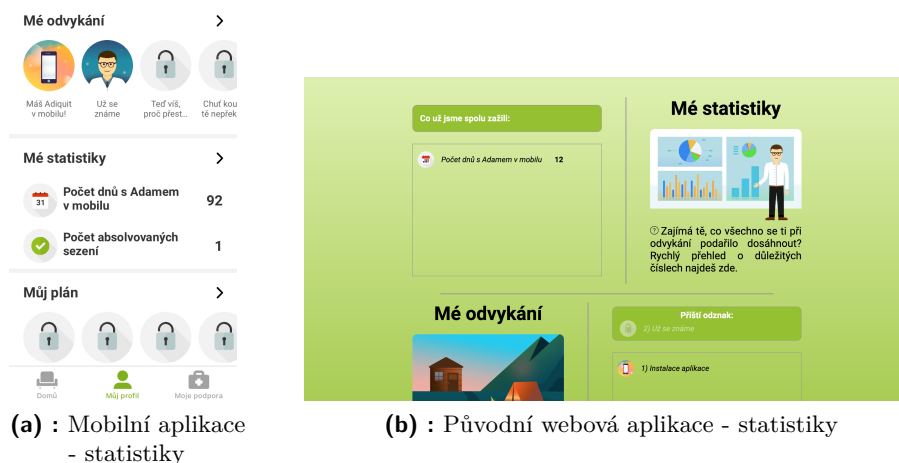 Mé odvykání
Máš Adiquit
v mobilu!
Už se
známe
Teď víš,
proč přest...
Chuť kou
tě nepřek
Mé statistiky
31
Počet dnů s Adamem
v mobilu
92
Počet absolvovaných
sezení
1
Můj plán
Domů
Můj profil
Moje podpora
(a) : Mobilní aplikace
- statistiky
Co už jsme spolu zažili:
Počet dnů s Adamem v mobilu 12
Mé statistiky
? Zajímá tě, co všechno se ti při
odvykání podařilo dosáhnout?
Rychlý přehled o důležitých
číslech najdeš zde.
Mé odvykání
Příští odznak:
2) Už se známe
1) Instalace aplikace
(b) : Původní webová aplikace - statistiky